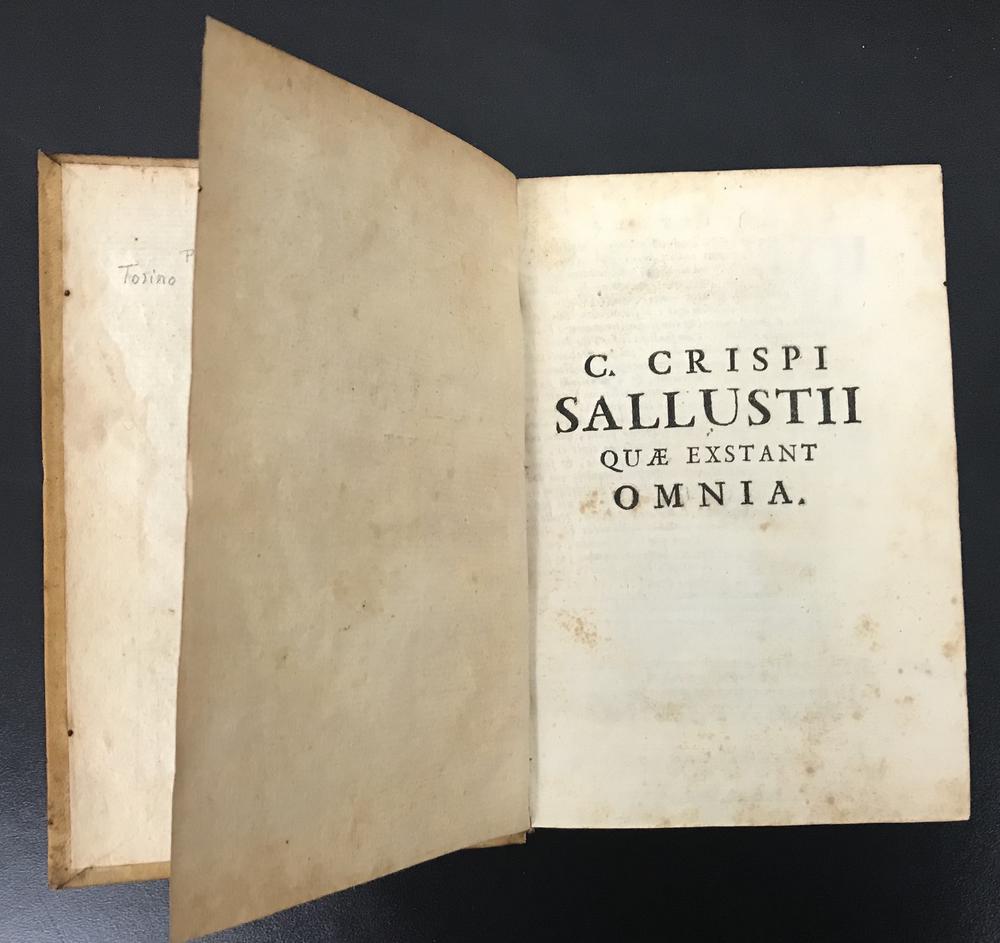 Torino
C. CRISPI
SALLUSTII
QUÆ EXSTANT
OMNIA.